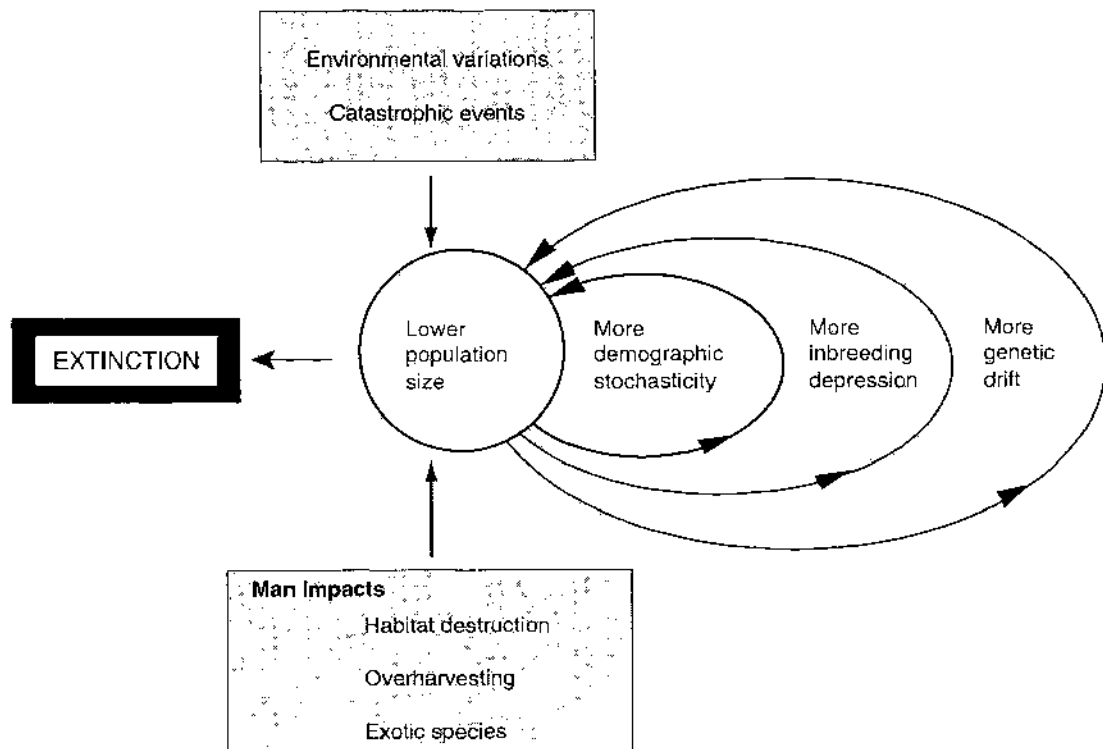 Environmental variations
Catastrophic events
EXTINCTION
Lower
population
size
More
demographic
stochasticity
More
inbreeding
depression
More
genetic
drift
Man Impacts
Habitat destruction
Overharvesting
Exotic species